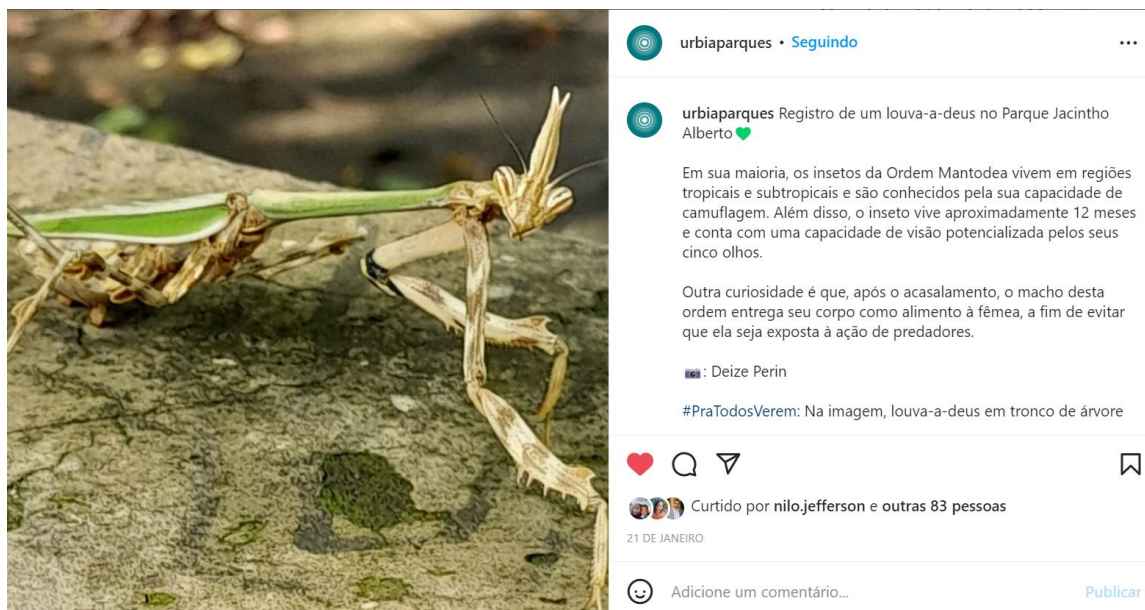 urbiaparques • Seguindo
urbiaparques Registro de um louva-a-deus no Parque Jacintho
Alberto💚
Em sua maioria, os insetos da Ordem Mantodea vivem em regiões
tropicais e subtropicais e são conhecidos pela sua capacidade de
camuflagem. Além disso, o inseto vive aproximadamente 12 meses
e conta com uma capacidade de visão potencializada pelos seus
cinco olhos.
Outra curiosidade é que, após o acasalamento, o macho desta
ordem entrega seu corpo como alimento à fêmea, a fim de evitar
que ela seja exposta à ação de predadores.
📷: Deize Perin
#PraTodosVerem: Na imagem, louva-a-deus em tronco de árvore
Curtido por nilo.jefferson e outras 83 pessoas
21 DE JANEIRO
Adicione um comentário...
Publicar